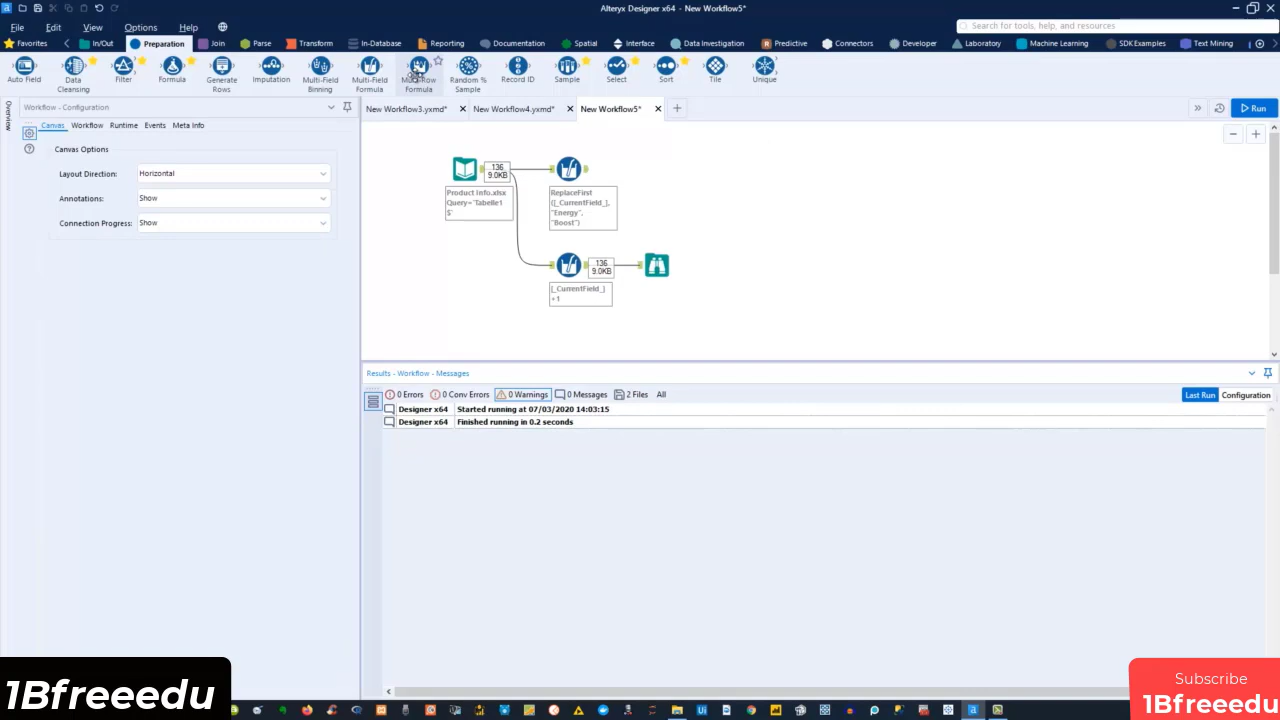 Alteryx Designer x64 - New Workflow5*
File Edit View Options Help
Search for tools, help, and resources
Favorites In/Out Preparation Join Parse Transform In-Database Reporting Documentation Spatial Interface Data Investigation Predictive Connectors Developer Laboratory Machine Learning SDK Examples Text Mining
Auto Field
Data Cleansing
Filter
Formula
Generate Rows
Imputation
Multi-Field Binning
Multi-Field Formula
Multi-Row Formula
Random % Sample
Record ID
Sample
Select
Sort
Tile
Unique
Overview
Workflow - Configuration
Canvas Workflow Runtime Events Meta Info
Canvas Options
Layout Direction: Horizontal
Annotations: Show
Connection Progress: Show
New Workflow3.yxmd* New Workflow4.yxmd* New Workflow5*
Run
136
9.0KB
Product Info.xlsx
Query=`Tabelle1
$`
ReplaceFirst
([_CurrentField_],
"Energy",
"Boost")
136
9.0KB
[_CurrentField_]
+1
Results - Workflow - Messages
0 Errors 0 Conv Errors 0 Warnings 0 Messages 2 Files All
Last Run Configuration
Designer x64 Started running at 07/03/2020 14:03:15
Designer x64 Finished running in 0.2 seconds
1Bfreeedu
Subscribe
1Bfreeedu